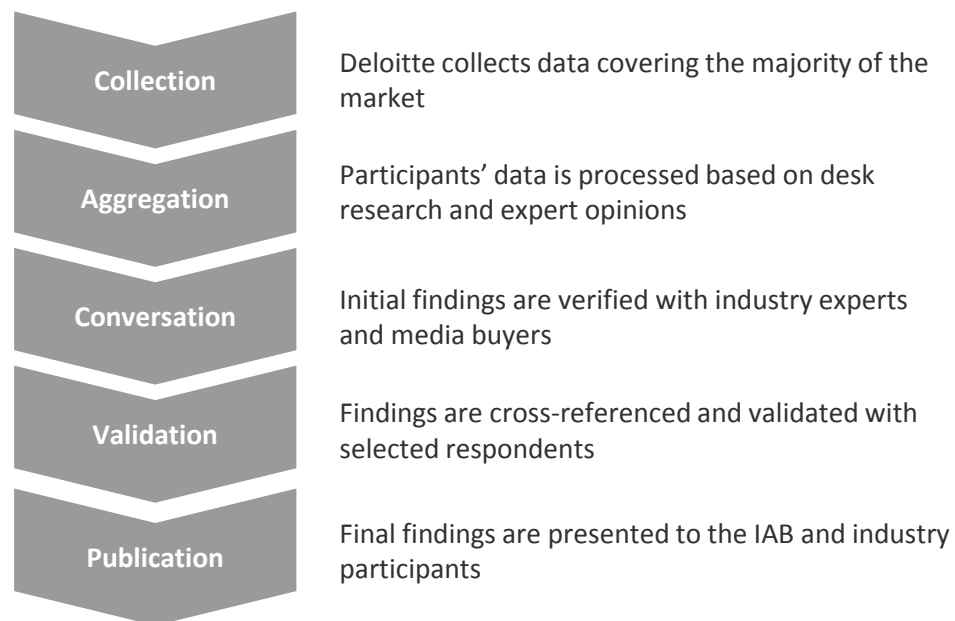 Collection
Deloitte collects data covering the majority of the
market
Aggregation
Participants’ data is processed based on desk
research and expert opinions
Conversation
Initial findings are verified with industry experts
and media buyers
Validation
Findings are cross-referenced and validated with
selected respondents
Publication
Final findings are presented to the IAB and industry
participants